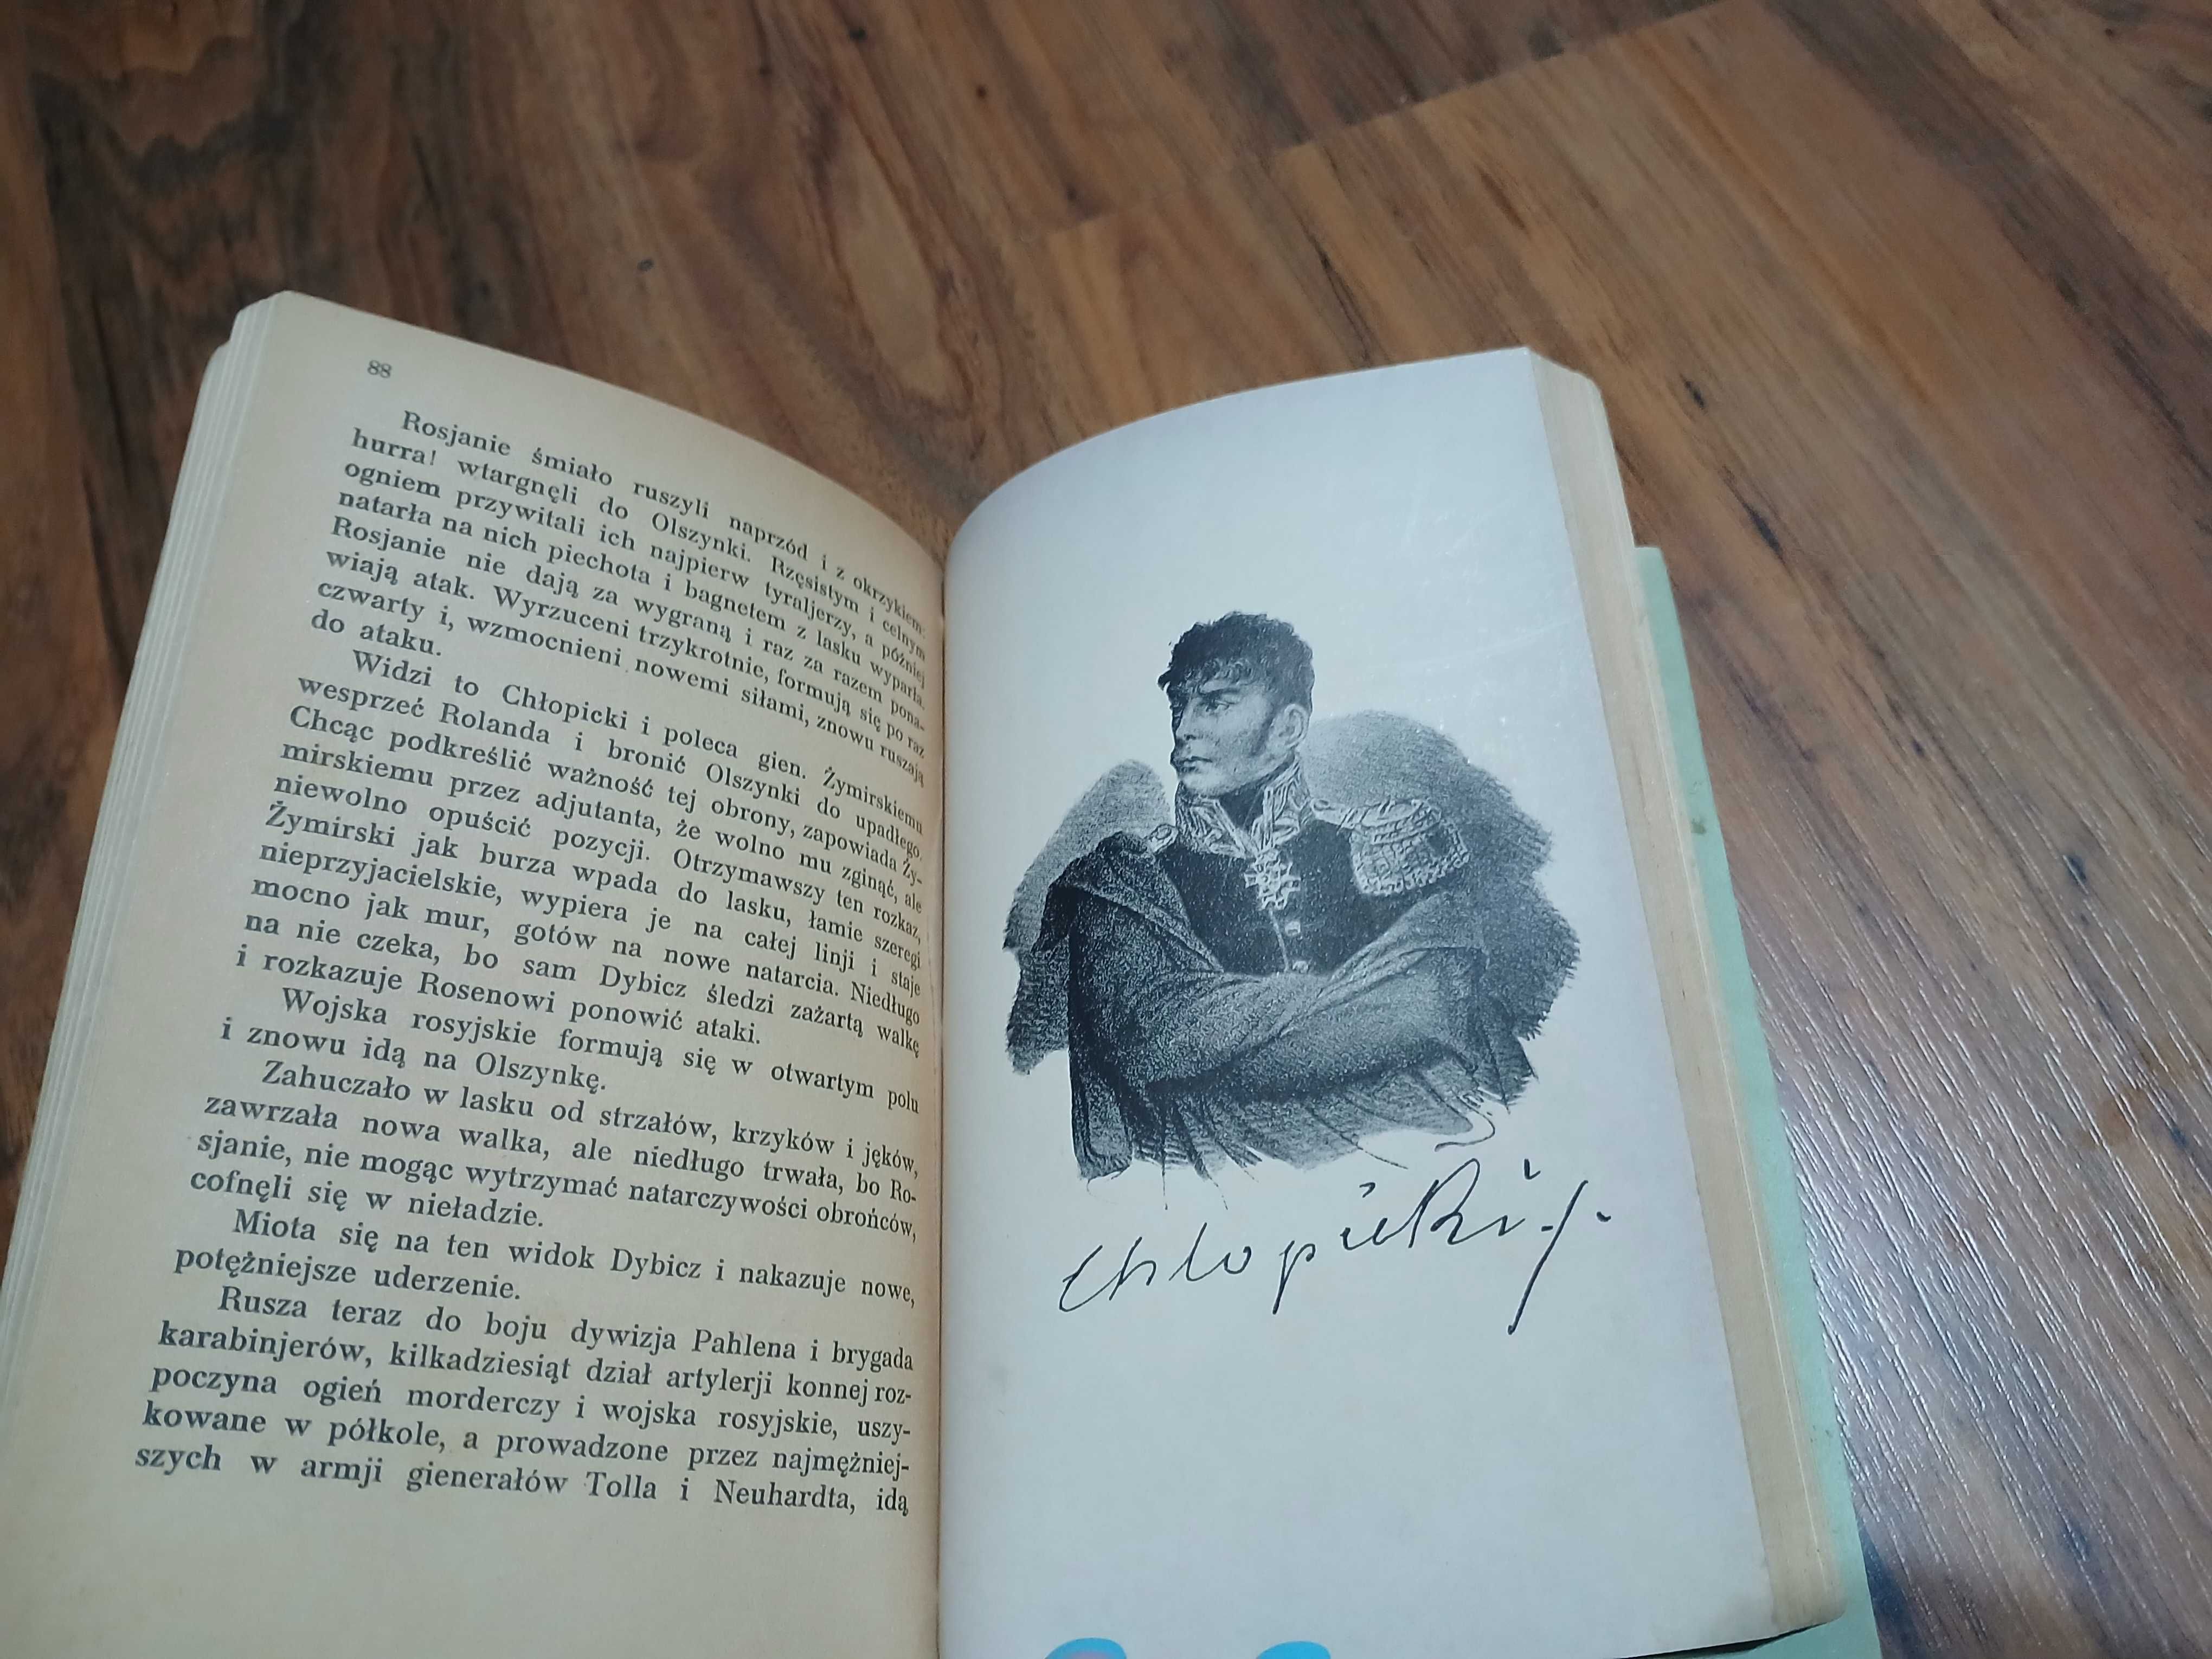 88
Rosjanie śmiało ruszyli naprzód i z okrzykiem:
hurra! wtargnęli do Olszynki. Rzęsistym i celnym
ogniem przywitali ich najpierw tyraljerzy, a później
natarła na nich piechota i bagnetem z lasku wyparła.
Rosjanie nie dają za wygraną i raz za razem pona-
wiają atak. Wyrzuceni trzykrotnie, formują się po raz
czwarty i, wzmocnieni nowemi siłami, znowu ruszają
do ataku.
Widzi to Chłopicki i poleca gien. Żymirskiemu
wesprzeć Rolanda i bronić Olszynki do upadłego.
Chcąc podkreślić ważność tej obrony, zapowiada Ży-
mirskiemu przez adjutanta, że wolno mu zginąć, ale
niewolno opuścić pozycji. Otrzymawszy ten rozkaz,
Żymirski jak burza wpada do lasku, łamie szeregi
nieprzyjacielskie, wypiera je na całej linji i staje
mocno jak mur, gotów na nowe natarcia. Niedługo
na nie czeka, bo sam Dybicz śledzi zażartą walkę
i rozkazuje Rosenowi ponowić ataki.
Wojska rosyjskie formują się w otwartym polu
i znowu idą na Olszynkę.
Zahuczało w lasku od strzałów, krzyków i jęków,
zawrzała nowa walka, ale niedługo trwała, bo Ro-
sjanie, nie mogąc wytrzymać natarczywości obrońców,
cofnęli się w nieładzie.
Miota się na ten widok Dybicz i nakazuje nowe,
potężniejsze uderzenie.
Rusza teraz do boju dywizja Pahlena i brygada
karabinjerów, kilkadziesiąt dział artylerji konnej roz-
poczyna ogień morderczy i wojska rosyjskie, uszy-
kowane w półkole, a prowadzone przez najmężniej-
szych w armji gienerałów Tolla i Neuhardta, idą
Chłopicki